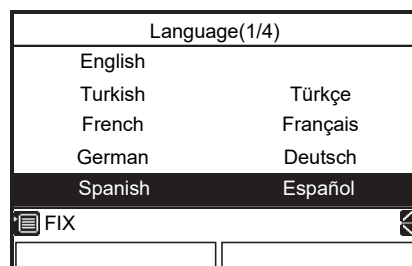 Language(1/4)
English
Turkish Türkçe
French Français
German Deutsch
Spanish Español
FIX